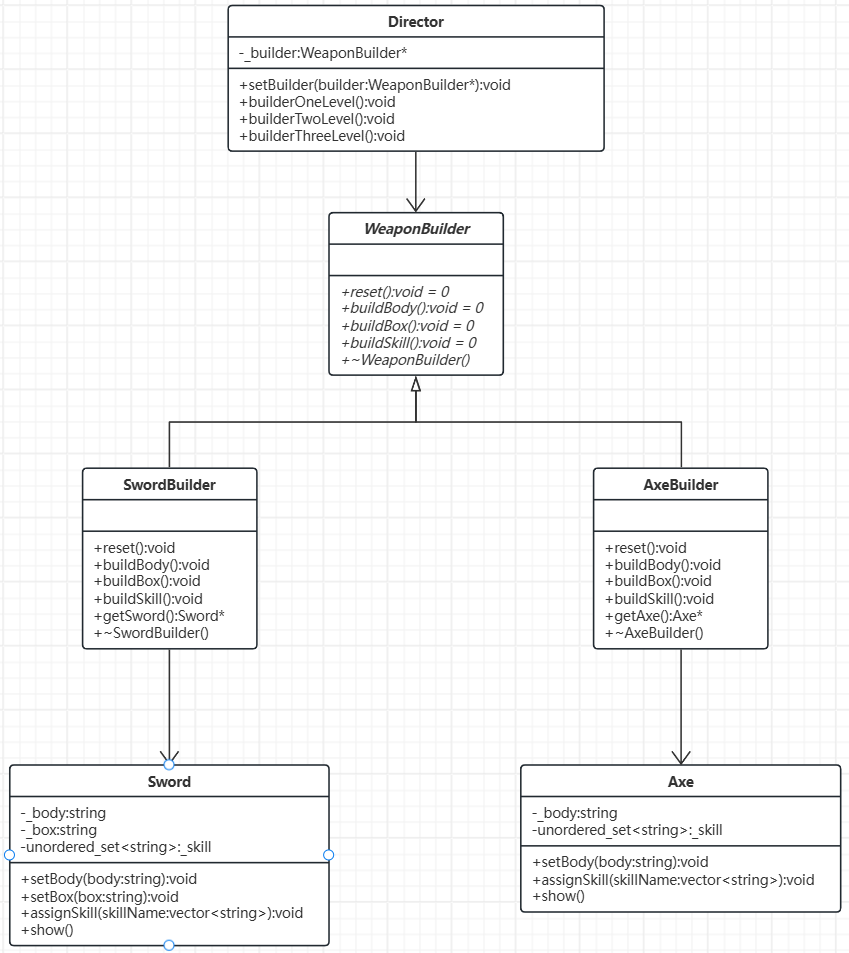 Director
-_builder:WeaponBuilder*
+setBuilder(builder:WeaponBuilder*):void
+builderOneLevel():void
+builderTwoLevel():void
+builderThreeLevel():void
WeaponBuilder
+reset():void = 0
+buildBody():void = 0
+buildBox():void = 0
+buildSkill():void = 0
+~WeaponBuilder()
SwordBuilder
+reset():void
+buildBody():void
+buildBox():void
+buildSkill():void
+getSword():Sword*
+~SwordBuilder()
AxeBuilder
+reset():void
+buildBody():void
+buildBox():void
+buildSkill():void
+getAxe():Axe*
+~AxeBuilder()
Sword
-_body:string
-_box:string
-unordered_set<string>:_skill
+setBody(body:string):void
+setBox(box:string):void
+assignSkill(skillName:vector<string>):void
+show()
Axe
-_body:string
-unordered_set<string>:_skill
+setBody(body:string):void
+assignSkill(skillName:vector<string>):void
+show()